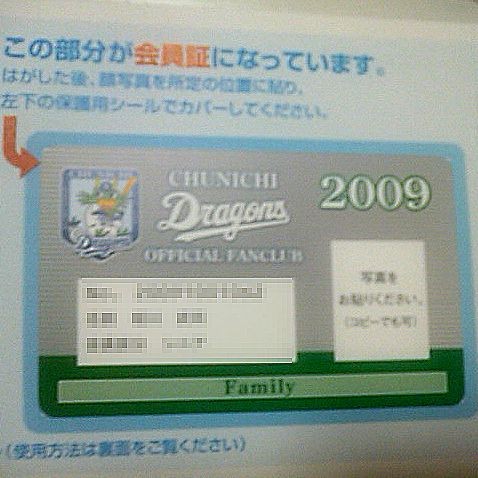 この部分が会員証になっています。
はがした後、顔写真を所定の位置に貼り、
左下の保護用シールでカバーしてください。
CHUNICHI
Dragons
OFFICIAL FANCLUB
2009
CHUNICHI
Dragons
写真を
お貼りください。
(コピーでも可)
Family
(使用方法は裏面をご覧ください)